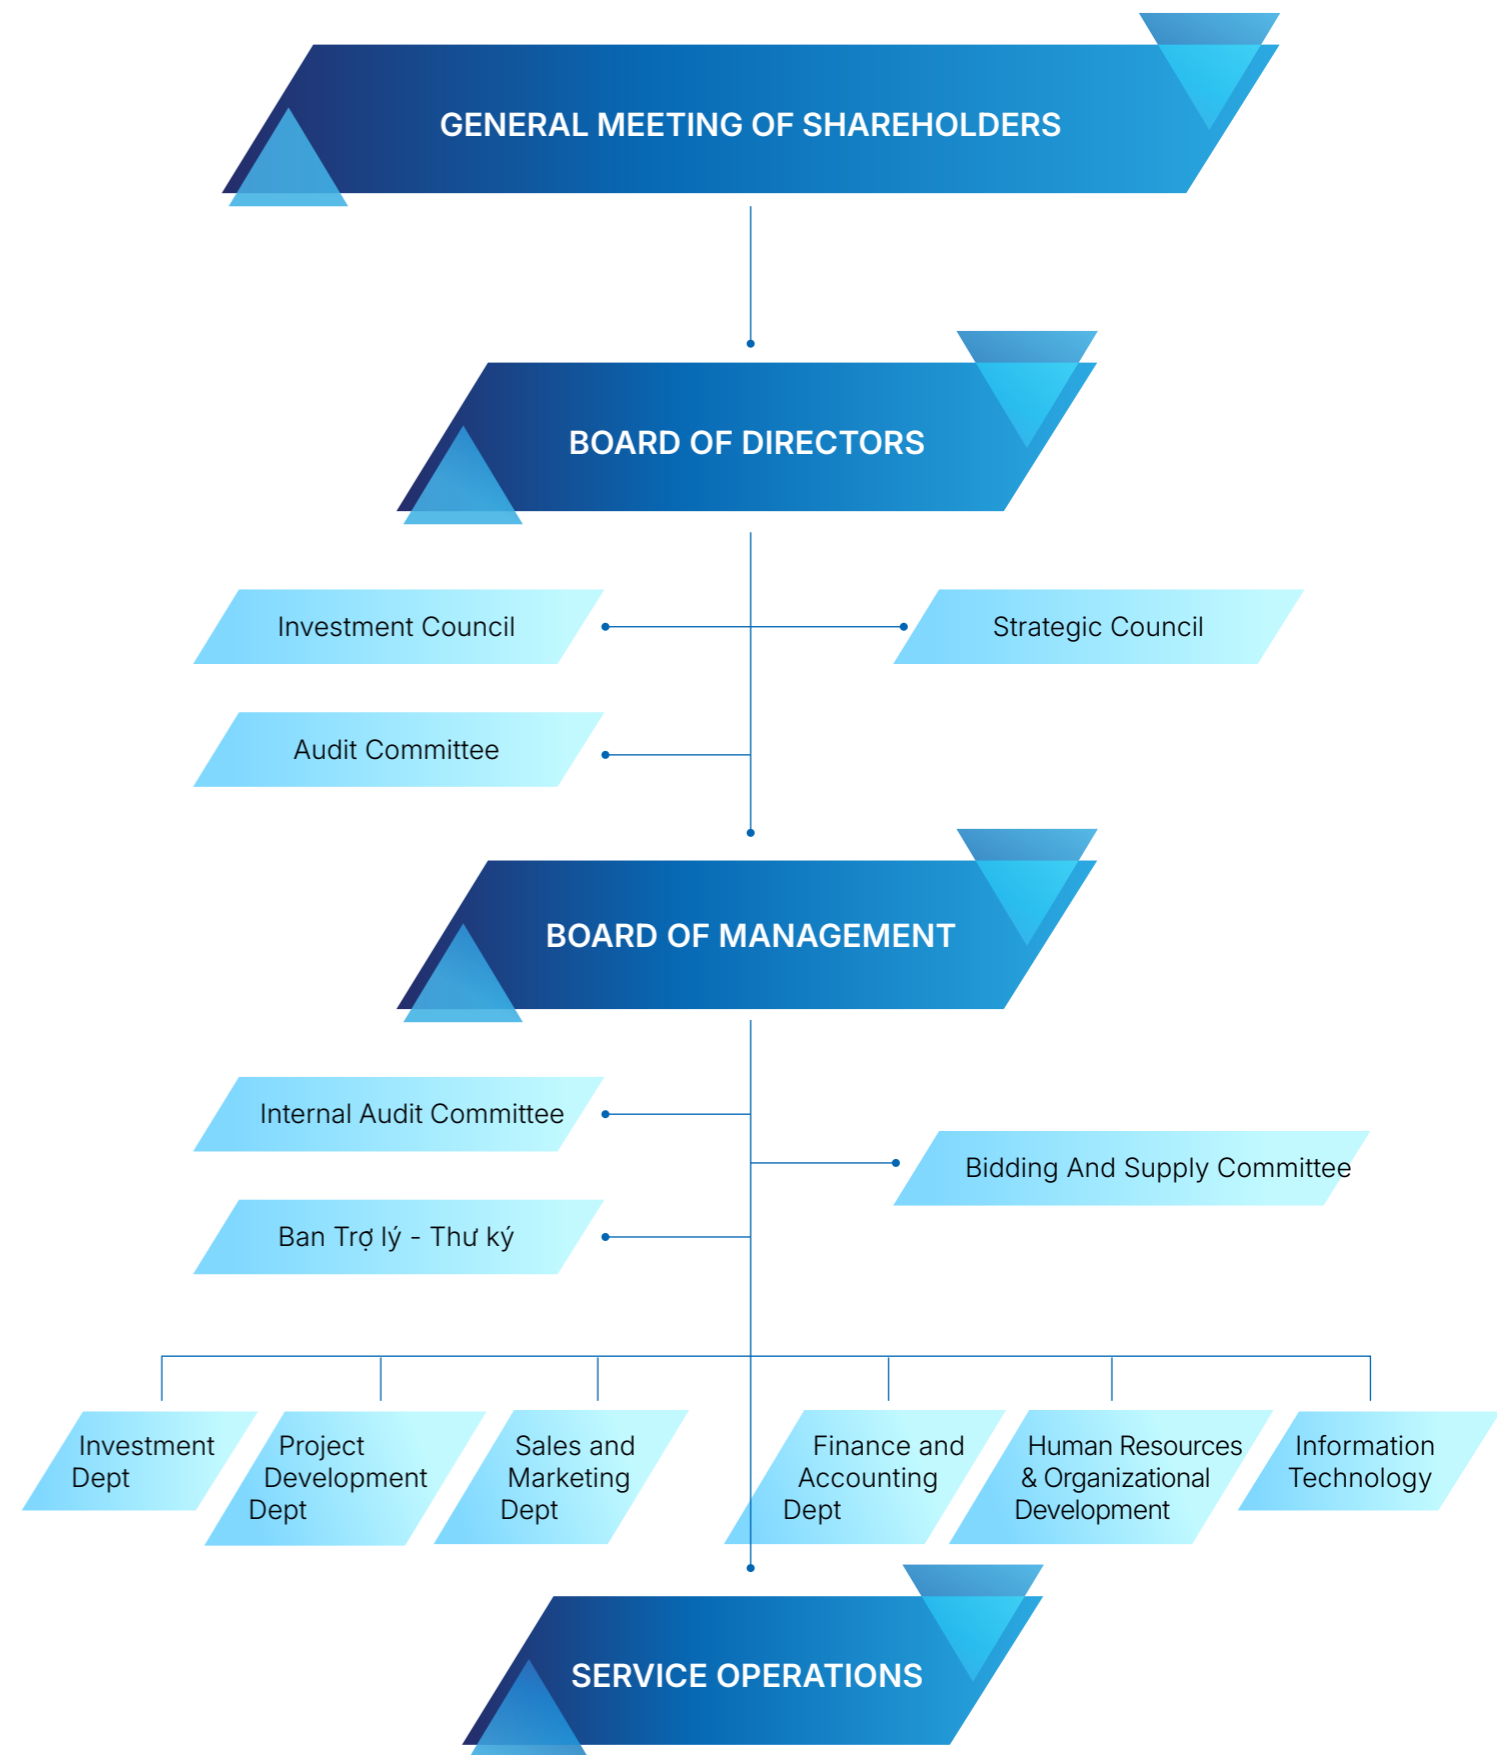 GENERAL MEETING OF SHAREHOLDERS
BOARD OF DIRECTORS
Investment Council
Strategic Council
Audit Committee
BOARD OF MANAGEMENT
Internal Audit Committee
Bidding And Supply Committee
Ban Trợ lý - Thư ký
Investment
Dept
Project
Development
Dept
Sales and
Marketing
Dept
Finance and
Accounting
Dept
Human Resources
& Organizational
Development
Information
Technology
SERVICE OPERATIONS